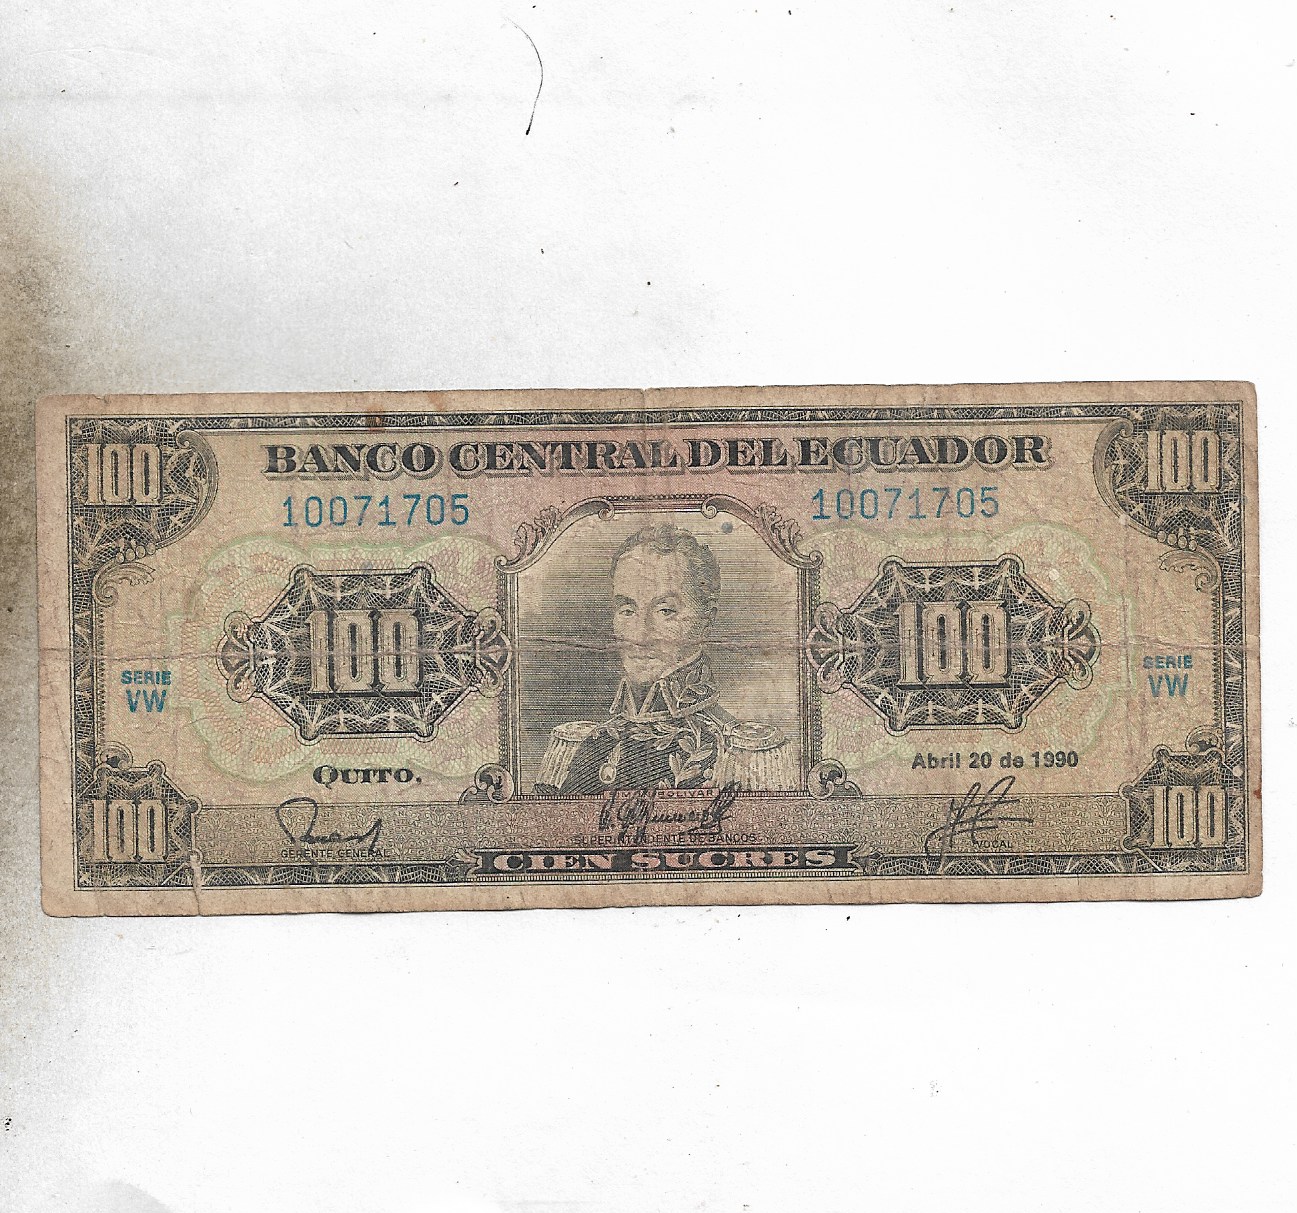 100 100
BANCO CENTRAL DEL ECUADOR
10071705 10071705
100 100
SERIE SERIE
VW VW
Abril 20 de 1990
QUITO.
BOLIVAR
100 100
SUPERINTENDENTE DE BANCOS
GERENTE GENERAL VOCAL
CIEN SUCRES